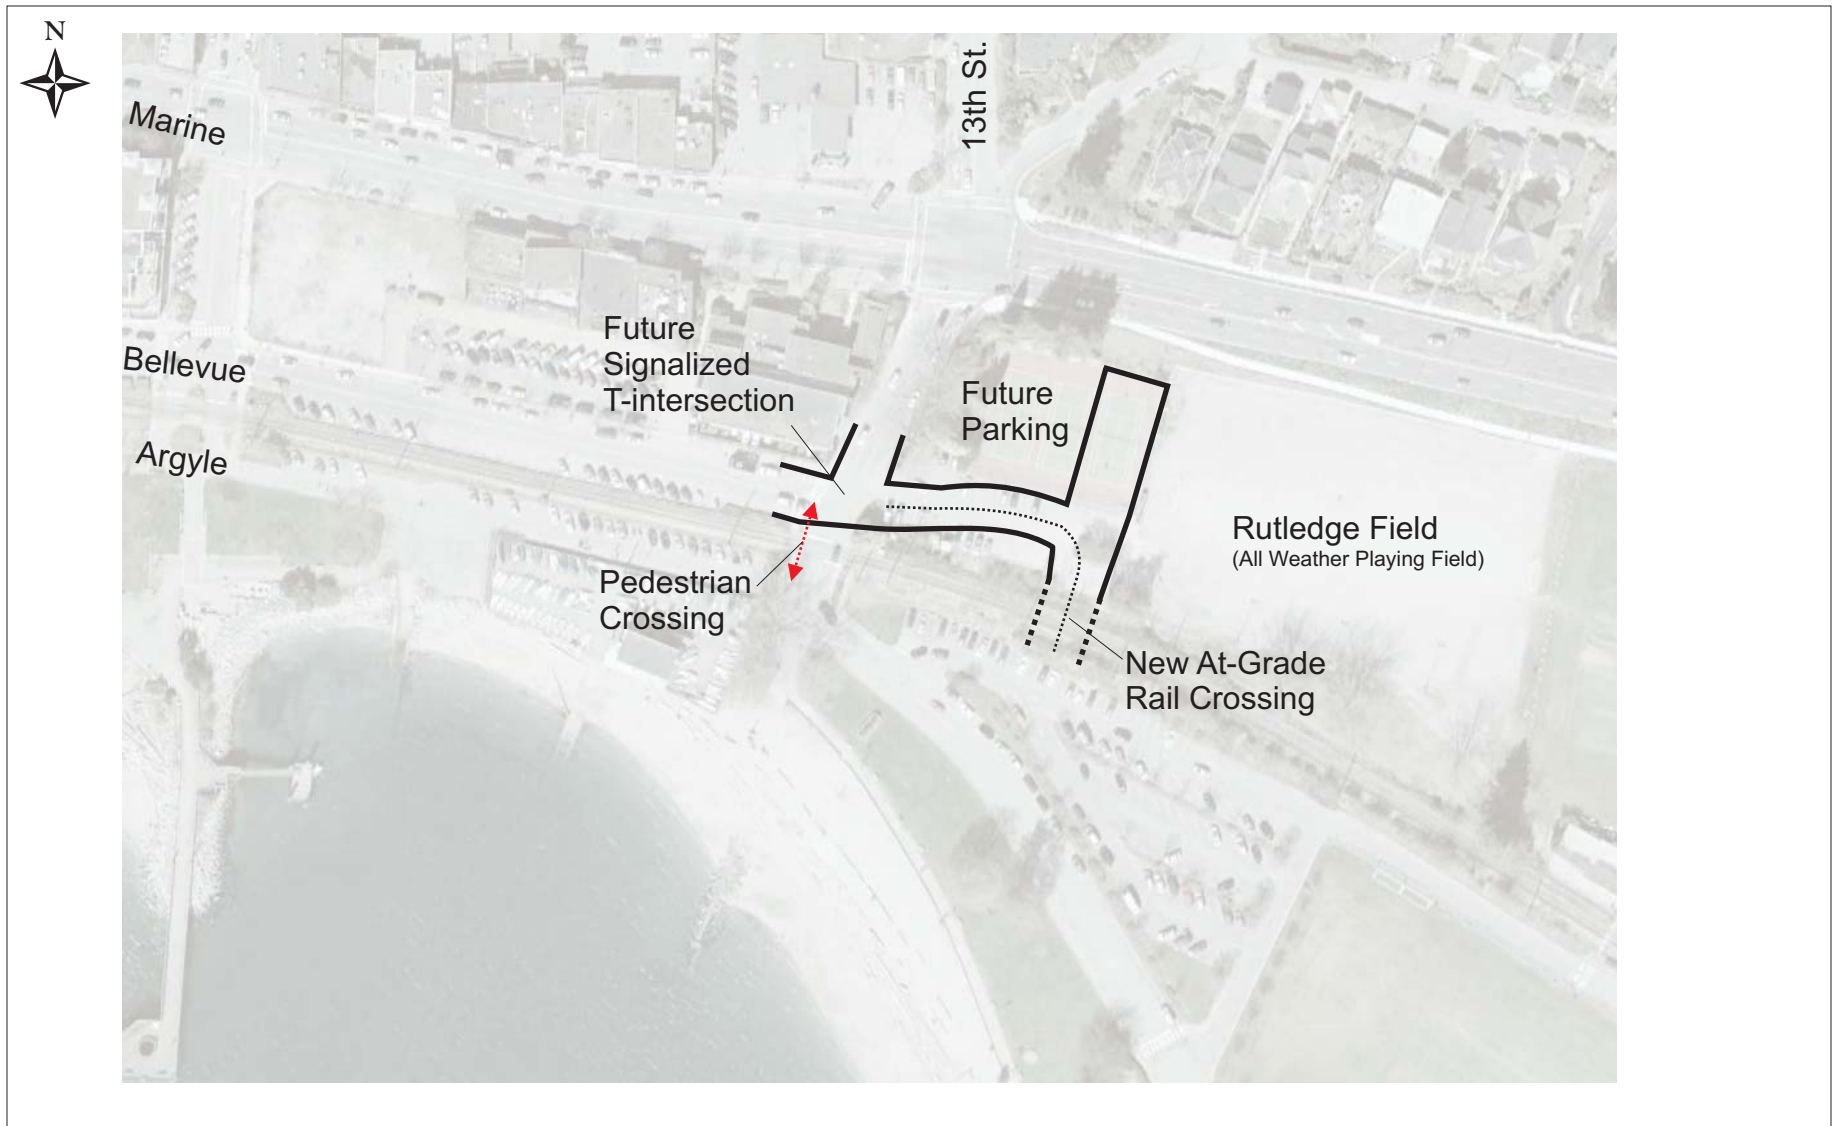 N
13th St.
Marine
Future
Signalized
T-intersection
Bellevue
Future
Parking
Argyle
Rutledge Field
(All Weather Playing Field)
Pedestrian
Crossing
New At-Grade
Rail Crossing